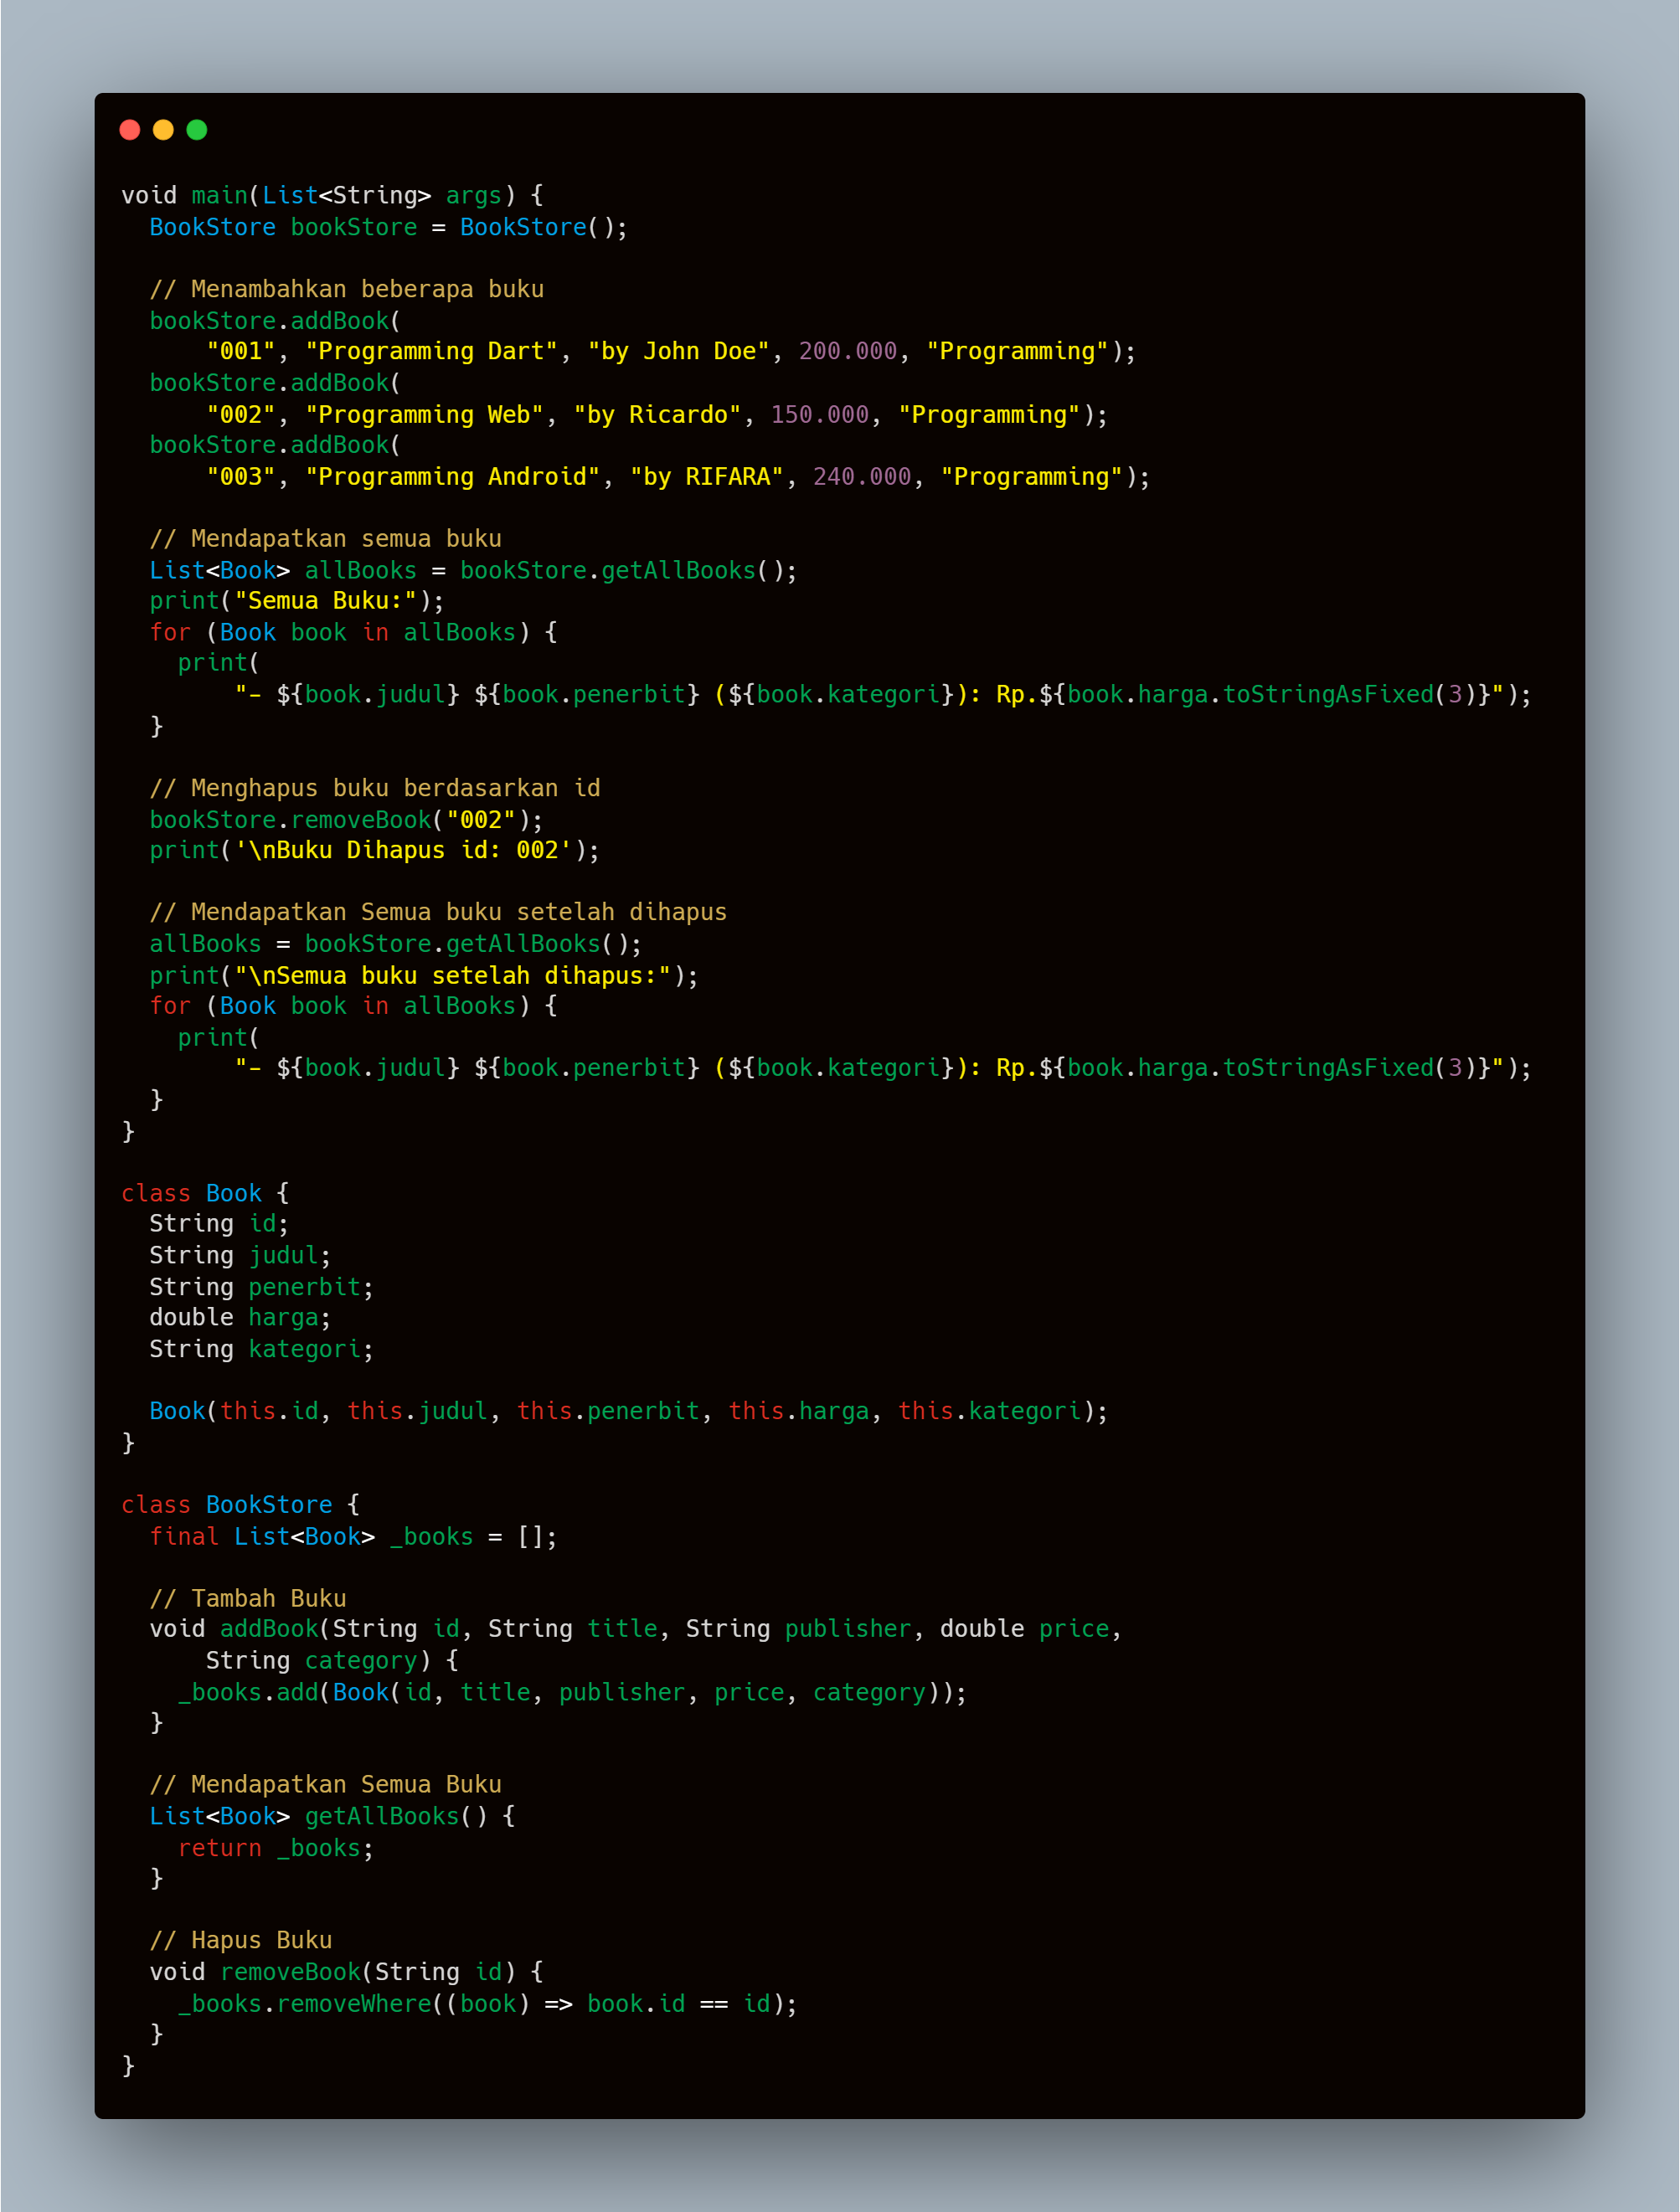 void main(List<String> args) {
  BookStore bookStore = BookStore();

  // Menambahkan beberapa buku
  bookStore.addBook(
      "001", "Programming Dart", "by John Doe", 200.000, "Programming");
  bookStore.addBook(
      "002", "Programming Web", "by Ricardo", 150.000, "Programming");
  bookStore.addBook(
      "003", "Programming Android", "by RIFARA", 240.000, "Programming");

  // Mendapatkan semua buku
  List<Book> allBooks = bookStore.getAllBooks();
  print("Semua Buku:");
  for (Book book in allBooks) {
    print(
        "- ${book.judul} ${book.penerbit} (${book.kategori}): Rp.${book.harga.toStringAsFixed(3)}");
  }

  // Menghapus buku berdasarkan id
  bookStore.removeBook("002");
  print('\nBuku Dihapus id: 002');

  // Mendapatkan Semua buku setelah dihapus
  allBooks = bookStore.getAllBooks();
  print("\nSemua buku setelah dihapus:");
  for (Book book in allBooks) {
    print(
        "- ${book.judul} ${book.penerbit} (${book.kategori}): Rp.${book.harga.toStringAsFixed(3)}");
  }
}

class Book {
  String id;
  String judul;
  String penerbit;
  double harga;
  String kategori;

  Book(this.id, this.judul, this.penerbit, this.harga, this.kategori);
}

class BookStore {
  final List<Book> _books = [];

  // Tambah Buku
  void addBook(String id, String title, String publisher, double price,
      String category) {
    _books.add(Book(id, title, publisher, price, category));
  }

  // Mendapatkan Semua Buku
  List<Book> getAllBooks() {
    return _books;
  }

  // Hapus Buku
  void removeBook(String id) {
    _books.removeWhere((book) => book.id == id);
  }
}